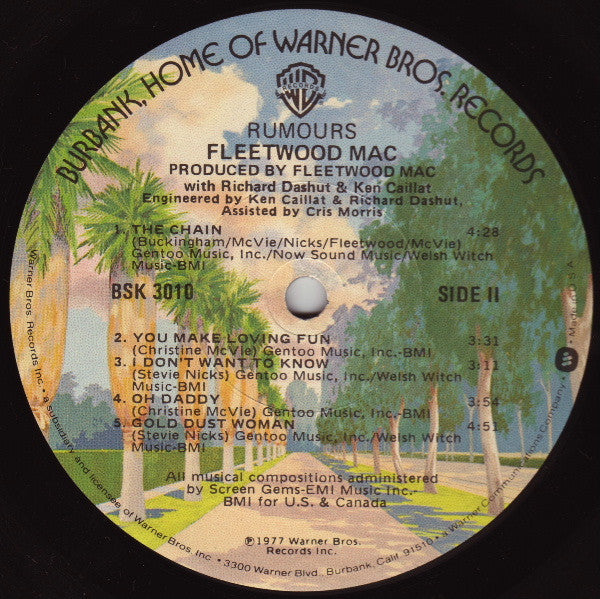 BURBANK, HOME OF WARNER BROS. RECORDS
WB
RECORDS
RUMOURS
FLEETWOOD MAC
PRODUCED BY FLEETWOOD MAC
with Richard Dashut & Ken Caillat
Engineered by Ken Caillat & Richard Dashut,
Assisted by Cris Morris
1. THE CHAIN 4:28
(Buckingham/McVie/Nicks/Fleetwood/McVie)
Gentoo Music, Inc./Now Sound Music/Welsh Witch
Music-BMI
BSK 3010 SIDE II
2. YOU MAKE LOVING FUN 3:31
(Christine McVie) Gentoo Music, Inc.-BMI
3. I DON'T WANT TO KNOW 3:11
(Stevie Nicks) Gentoo Music, Inc./Welsh Witch
Music-BMI
4. OH DADDY 3:54
(Christine McVie) Gentoo Music, Inc.-BMI
5. GOLD DUST WOMAN 4:51
(Stevie Nicks) Gentoo Music, Inc./Welsh Witch
Music-BMI
All musical compositions administered
by Screen Gems-EMI Music Inc.-
BMI for U.S. & Canada
℗1977 Warner Bros.
Records Inc.
Warner Bros. Records Inc. • a subsidiary and licensee of Warner Bros. Inc. • 3300 Warner Blvd., Burbank, Calif. 91510 • a Warner Communications Company • Made in U.S.A.